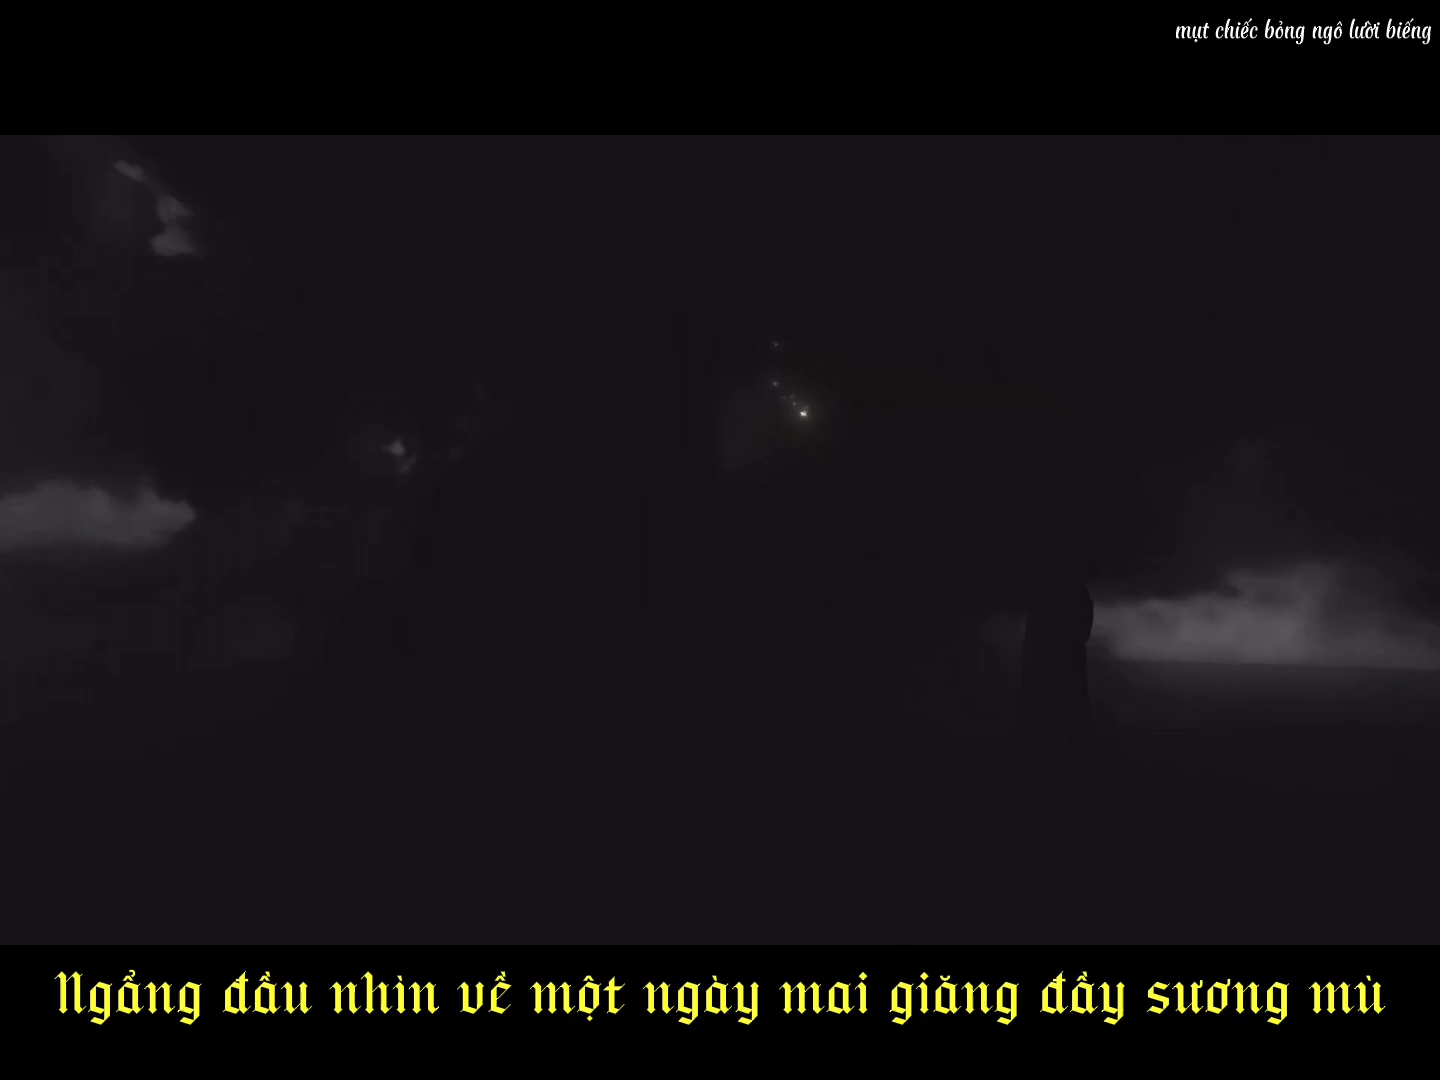 mụt chiếc bỏng ngô lười biếng
Ngẩng đầu nhìn về một ngày mai giăng đầy sương mù